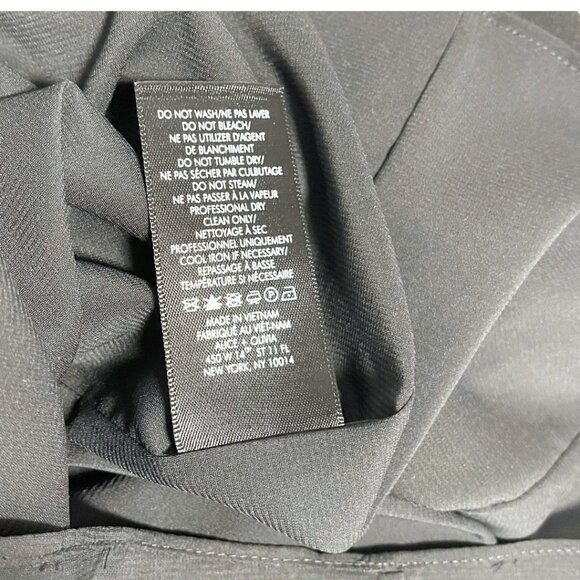 DO NOT WASH/NE PAS LAVER
DO NOT BLEACH/
NE PAS UTILIZER D'AGENT
DE BLANCHIMENT
DO NOT TUMBLE DRY/
NE PAS SÉCHER PAR CULBUTAGE
DO NOT STEAM/
NE PAS PASSER À LA VAPEUR
PROFESSIONAL DRY
CLEAN ONLY/
NETTOYAGE À SEC
PROFESSIONNEL UNIQUEMENT
COOL IRON IF NECESSARY/
REPASSAGE À BASSE
TEMPÉRATURE SI NÉCESSAIRE
P
MADE IN VIETNAM
FABRIQUÉ AU VIÊT-NAM
ALICE + OLIVIA
450 W 14TH ST 11 FL
NEW YORK, NY 10014